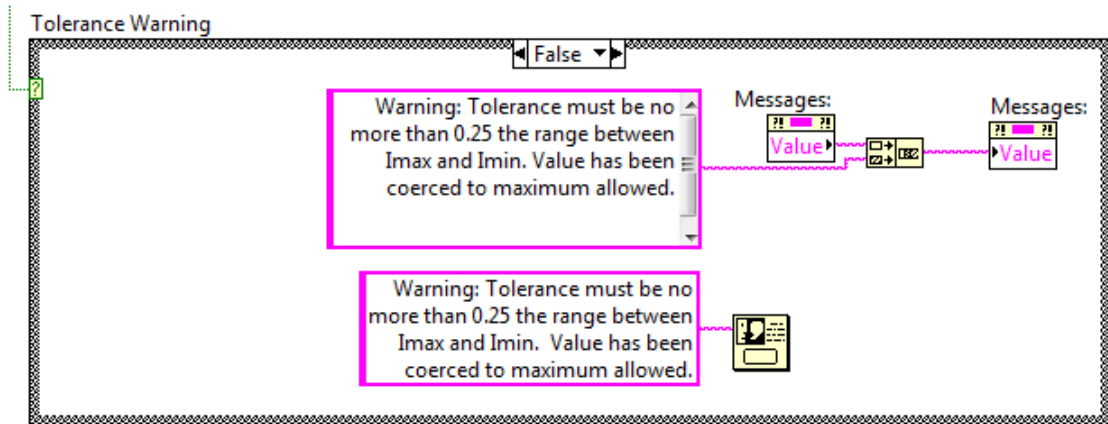 Tolerance Warning
False
?
Warning: Tolerance must be no
more than 0.25 the range between
Imax and Imin. Value has been
coerced to maximum allowed.
Messages:
?! ?!
Value
Messages:
?! ?!
Value
Warning: Tolerance must be no
more than 0.25 the range between
Imax and Imin.  Value has been
coerced to maximum allowed.